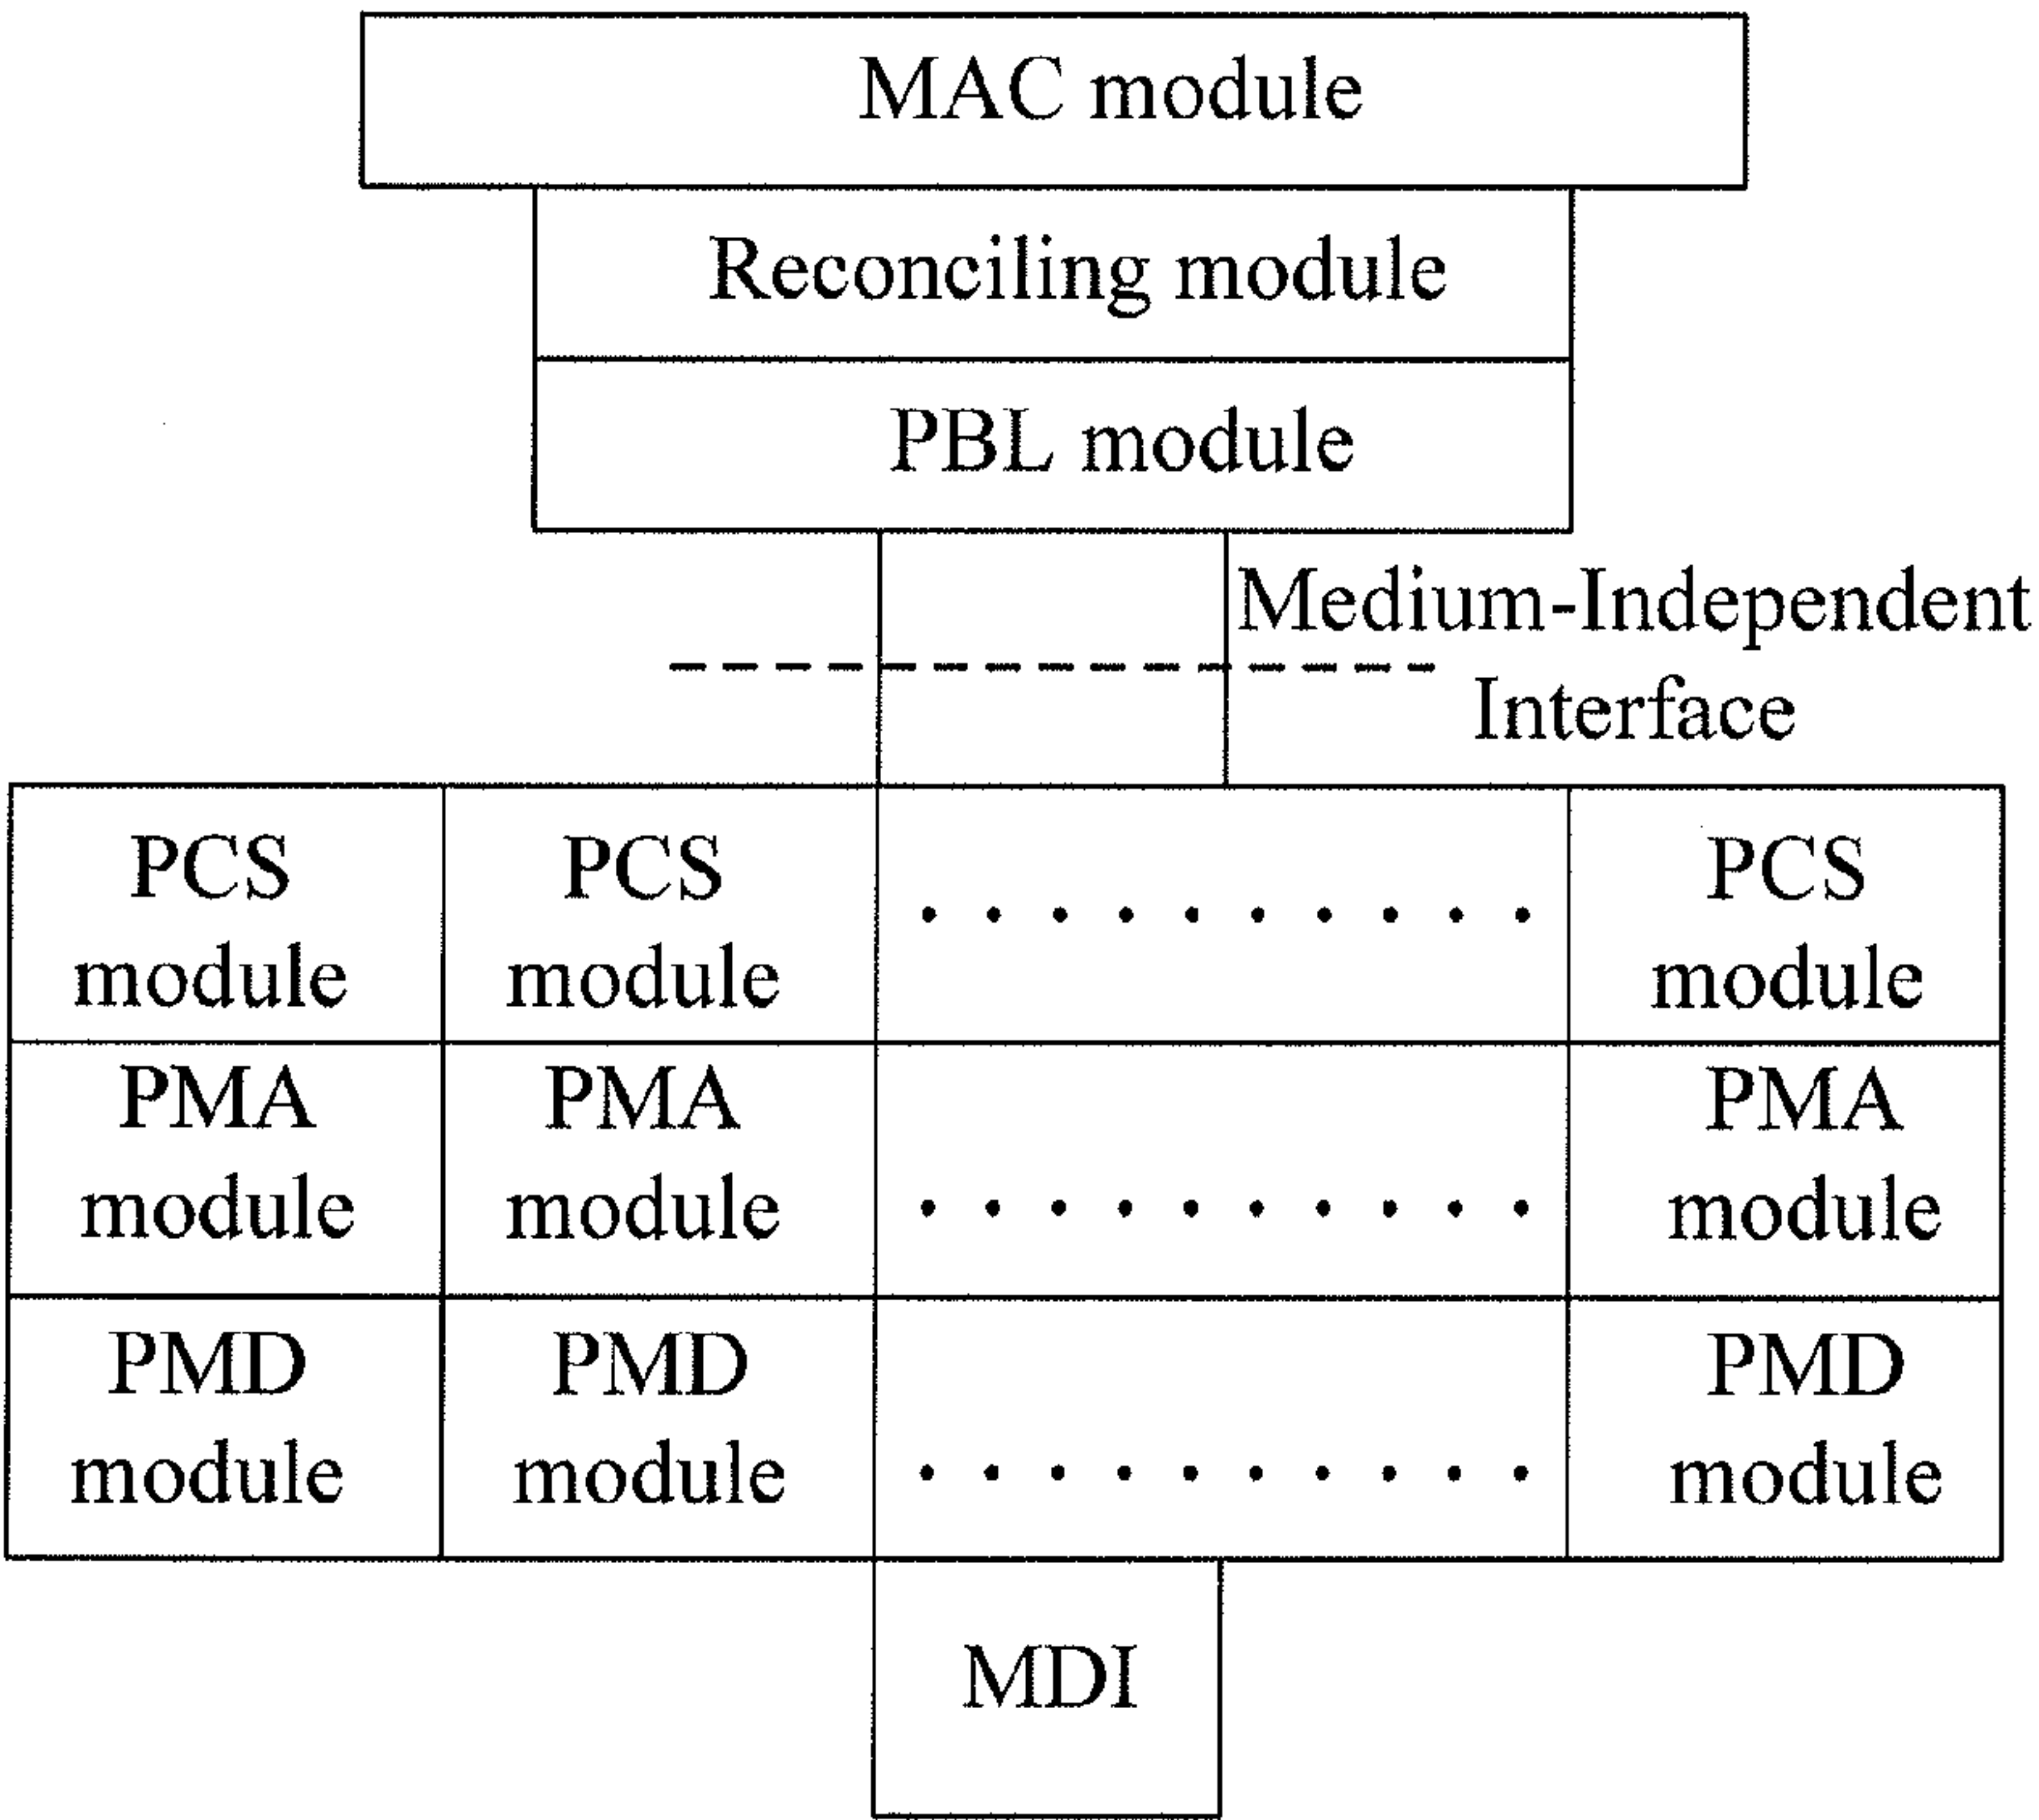 MAC module
Reconciling module
PBL module
Medium-Independent
Interface
PCS
module
PCS
module
. . . . . . . . . .
PCS
module
PMA
module
PMA
module
. . . . . . . . . .
PMA
module
PMD
module
PMD
module
. . . . . . . . . .
PMD
module
MDI